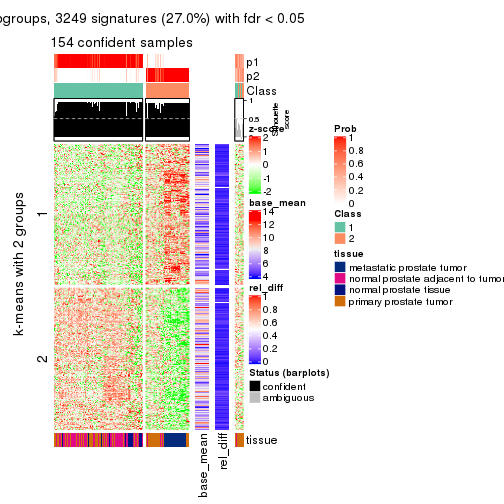 ogroups, 3249 signatures (27.0%) with fdr < 0.05
154 confident samples
p1
p2
Class
1
0.5
0
Silhouette
score
k-means with 2 groups
1
2
z-score
2
1
0
-1
-2
base_mean
14
12
10
8
6
4
rel_diff
1
0.8
0.6
0.4
0.2
0
Status (barplots)
confident
ambiguous
Prob
1
0.8
0.6
0.4
0.2
0
Class
1
2
tissue
metastatic prostate tumor
normal prostate adjacent to tumor
normal prostate tissue
primary prostate tumor
tissue
base_mean
rel_diff